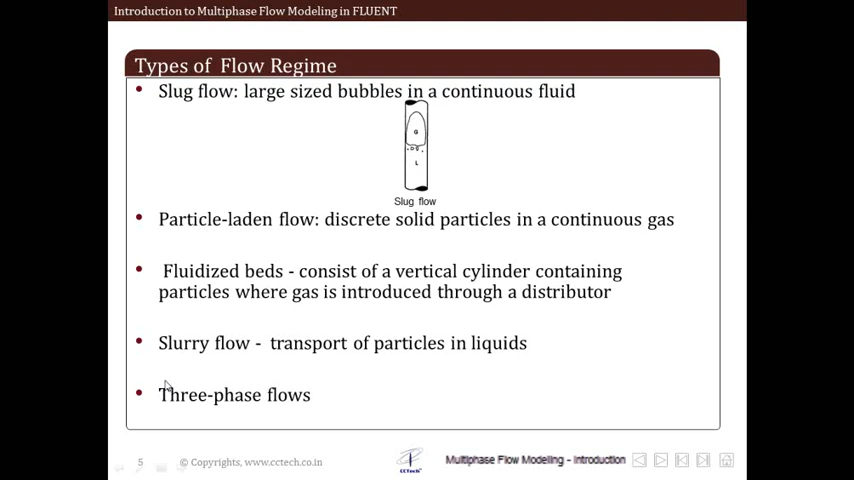 Introduction to Multiphase Flow Modeling in FLUENT
Types of Flow Regime
• Slug flow: large sized bubbles in a continuous fluid
G
L
Slug flow
• Particle-laden flow: discrete solid particles in a continuous gas
• Fluidized beds - consist of a vertical cylinder containing
particles where gas is introduced through a distributor
• Slurry flow - transport of particles in liquids
• Three-phase flows
5
© Copyrights, www.cctech.co.in
CCTech
Multiphase Flow Modeling - Introduction